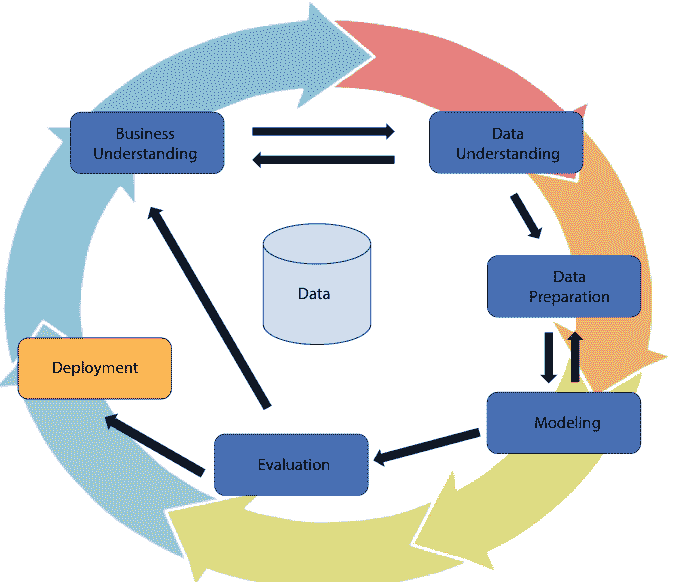 Business
Understanding
Data
Understanding
Data
Data
Preparation
Deployment
Modeling
Evaluation